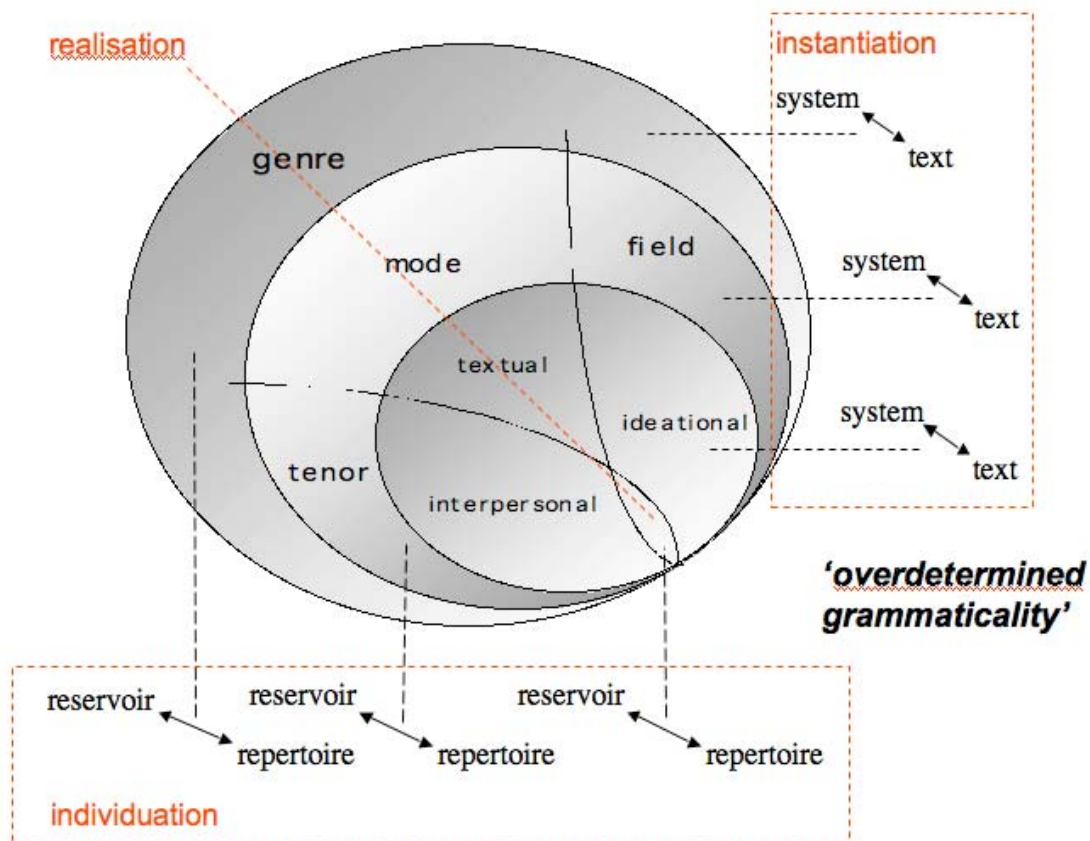 realisation
instantiation
system
text
genre
mode
field
system
text
textual
ideational
system
text
tenor
interpersonal
'overdetermined
grammaticality'
reservoir
repertoire
reservoir
repertoire
reservoir
repertoire
individuation